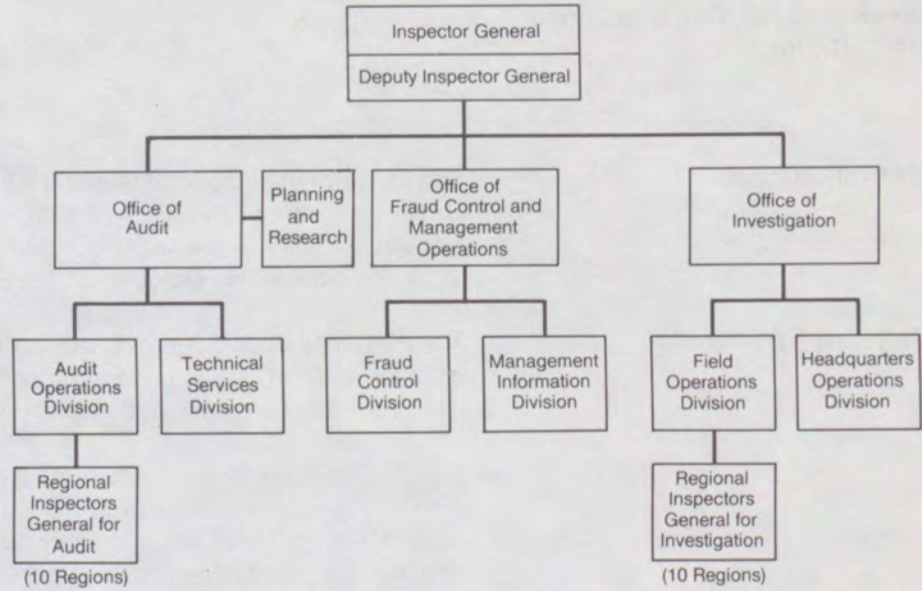 Inspector General
Deputy Inspector General
Office of
Audit
Planning
and
Research
Office of
Fraud Control and
Management
Operations
Office of
Investigation
Audit
Operations
Division
Technical
Services
Division
Fraud
Control
Division
Management
Information
Division
Field
Operations
Division
Headquarters
Operations
Division
Regional
Inspectors
General for
Audit
(10 Regions)
Regional
Inspectors
General for
Investigation
(10 Regions)